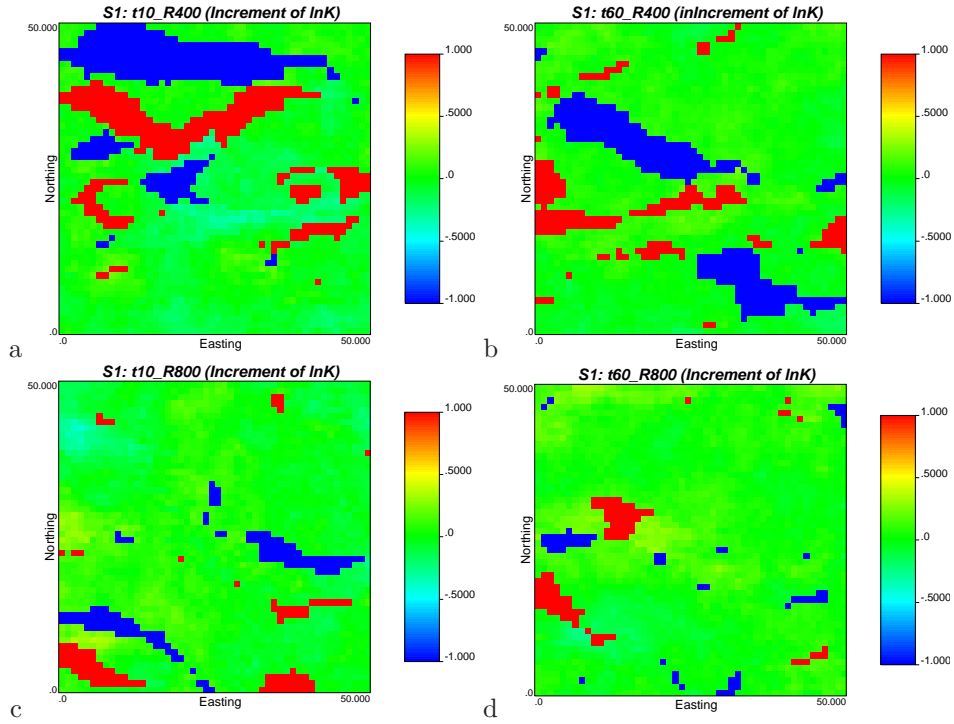 S1: t10_R400 (Increment of lnK)
50.000
Northing
.0
.0
Easting
50.000
1.000
.5000
.0
-.5000
-1.000
a
S1: t60_R400 (inIncrement of lnK)
50.000
Northing
.0
.0
Easting
50.000
1.000
.5000
.0
-.5000
-1.000
b
S1: t10_R800 (Increment of lnK)
50.000
Northing
.0
.0
Easting
50.000
1.000
.5000
.0
-.5000
-1.000
c
S1: t60_R800 (Increment of lnK)
50.000
Northing
.0
.0
Easting
50.000
1.000
.5000
.0
-.5000
-1.000
d